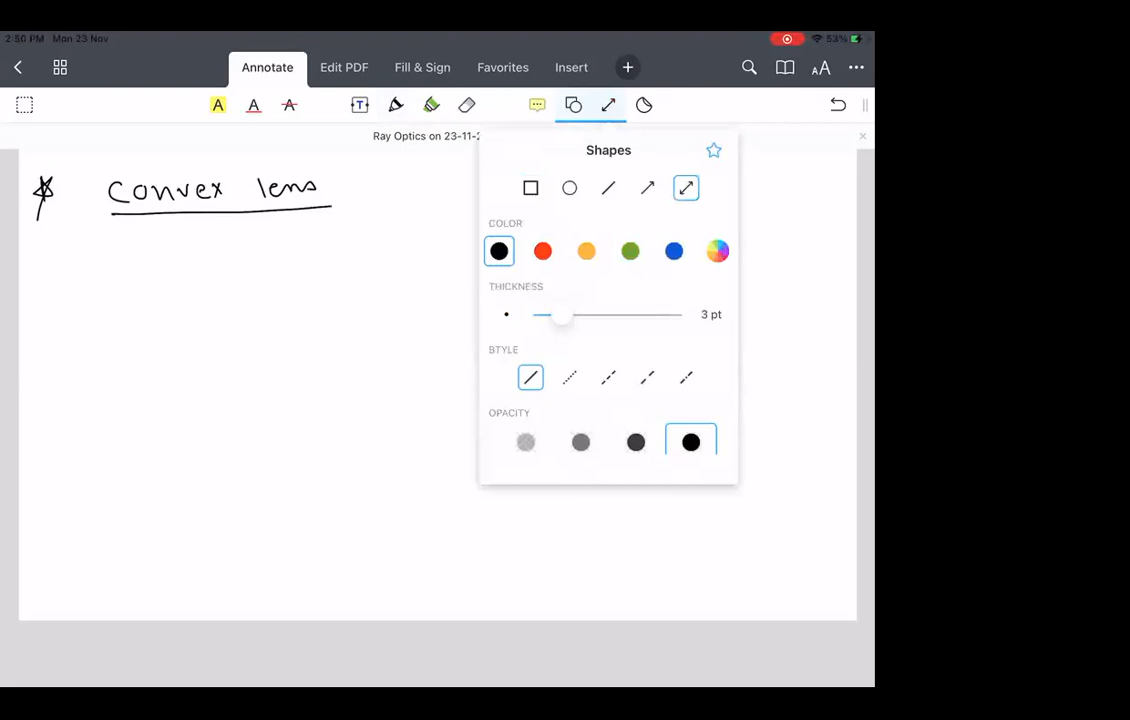 2:50 PM Mon 23 Nov
53%
Annotate Edit PDF Fill & Sign Favorites Insert
AA
A A A T
Ray Optics on 23-11-2
Convex lens
Shapes
COLOR
THICKNESS
3 pt
STYLE
OPACITY